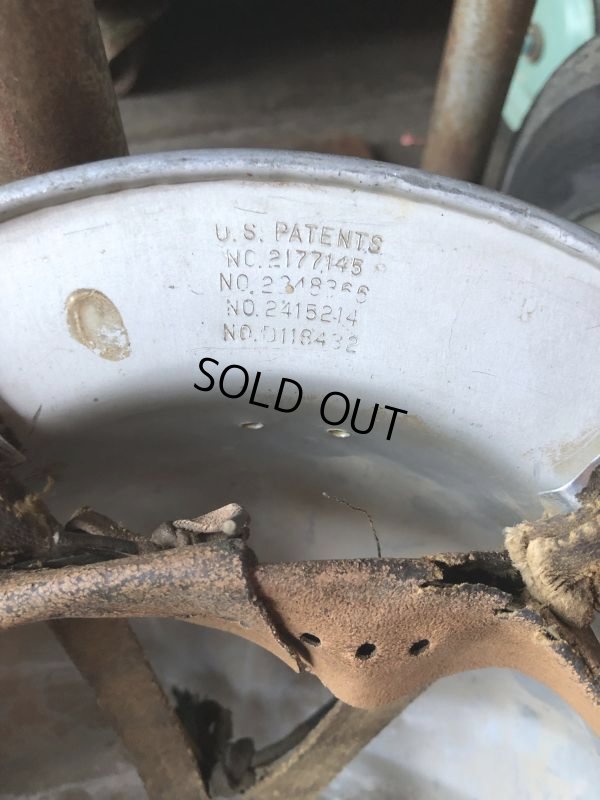 U.S. PATENTS
NO. 2177145
NO. 2348366
NO. 2415214
NO. D118432
SOLD OUT